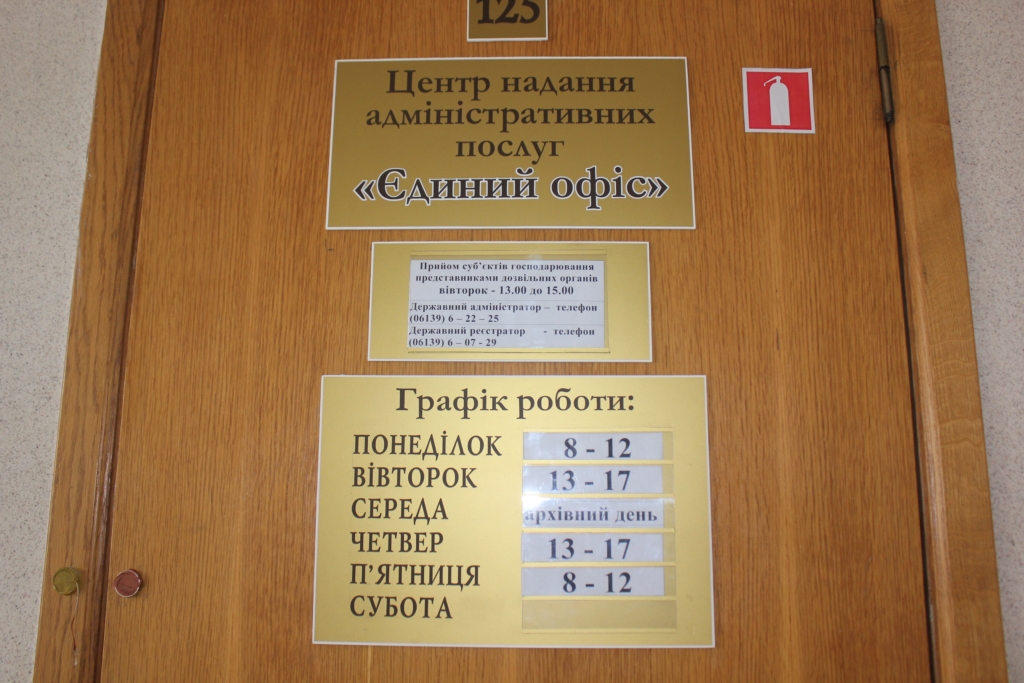 125
Центр надання
адміністративних
послуг
«Єдиний офіс»
Прийом суб'єктів господарювання
представниками дозвільних органів
вівторок - 13.00 до 15.00
Державний адміністратор – телефон
(06139) 6 – 22 – 25
Державний реєстратор - телефон
(06139) 6 – 07 - 29
Графік роботи:
ПОНЕДІЛОК 8 - 12
ВІВТОРОК 13 - 17
СЕРЕДА архівний день
ЧЕТВЕР 13 - 17
П'ЯТНИЦЯ 8 - 12
СУБОТА